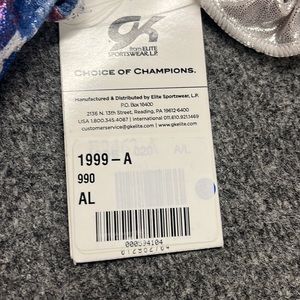 GK
from ELITE
SPORTSWEAR, L.P.
CHOICE OF CHAMPIONS.
Manufactured & Distributed by Elite Sportswear, L.P.
P.O. Box 16400
2136 N. 13th Street, Reading, PA 19612-6400
USA 1.800.345.4087 | International 011.610.921.1469
customerservice@gkelite.com | www.gkelite.com
1999-A
990
AL
000594104